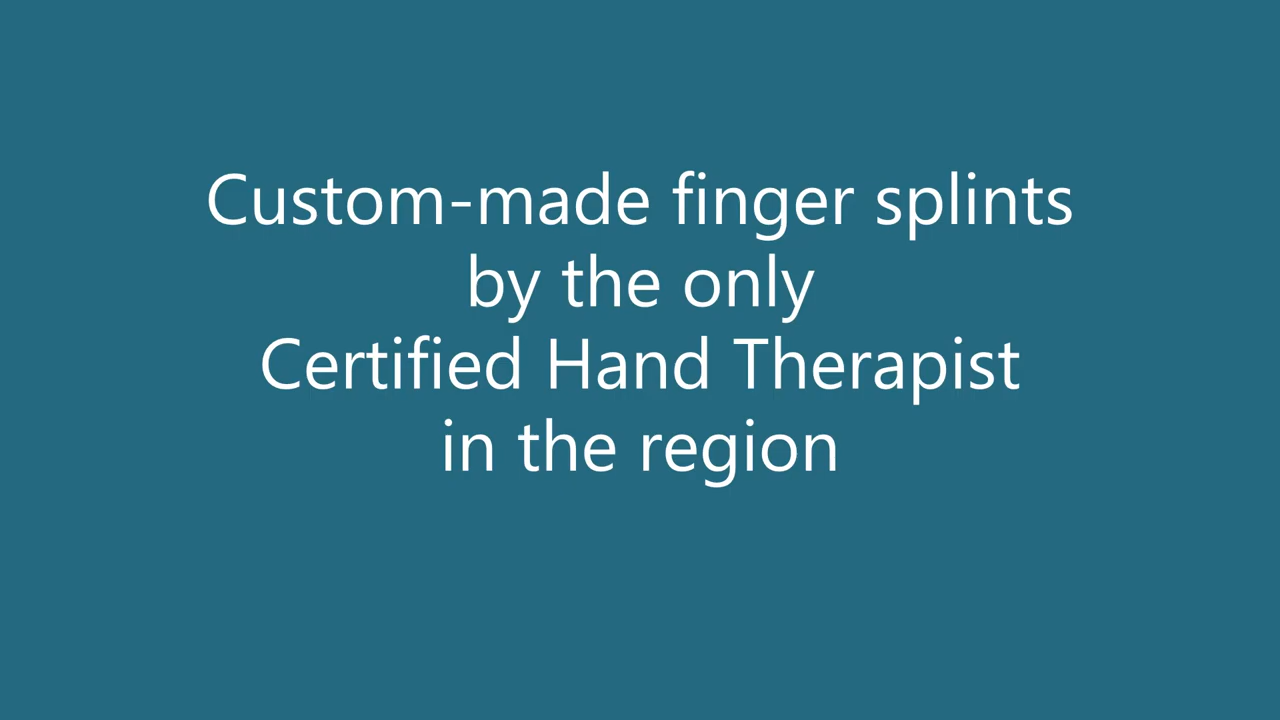 Custom-made finger splints
by the only
Certified Hand Therapist
in the region